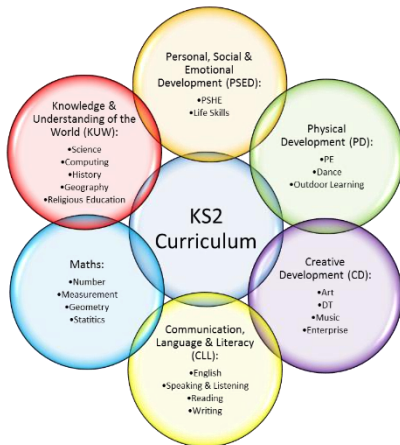 Personal, Social &
Emotional
Development (PSED):
•PSHE
•Life Skills
Knowledge &
Understanding of the
World (KUW):
•Science
•Computing
•History
•Geography
•Religious Education
Physical
Development (PD):
•PE
•Dance
•Outdoor Learning
KS2
Curriculum
Maths:
•Number
•Measurement
•Geometry
•Statitics
Creative
Development (CD):
•Art
•DT
•Music
•Enterprise
Communication,
Language & Literacy
(CLL):
•English
•Speaking & Listening
•Reading
•Writing